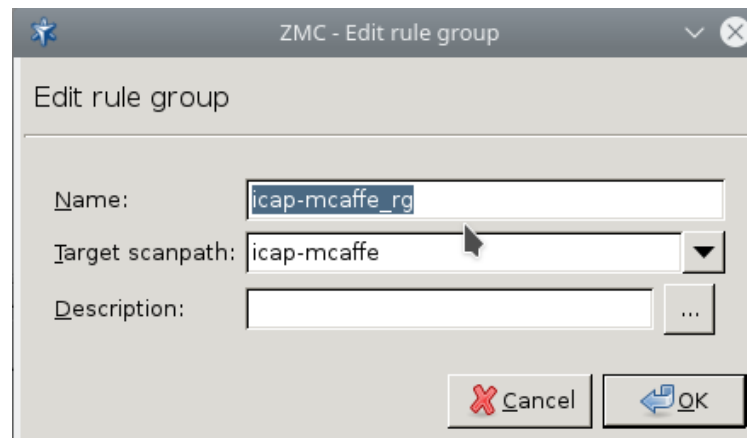 ZMC - Edit rule group
Edit rule group
Name: icap-mcaffe_rg
Target scanpath: icap-mcaffe
Description: ...
Cancel OK